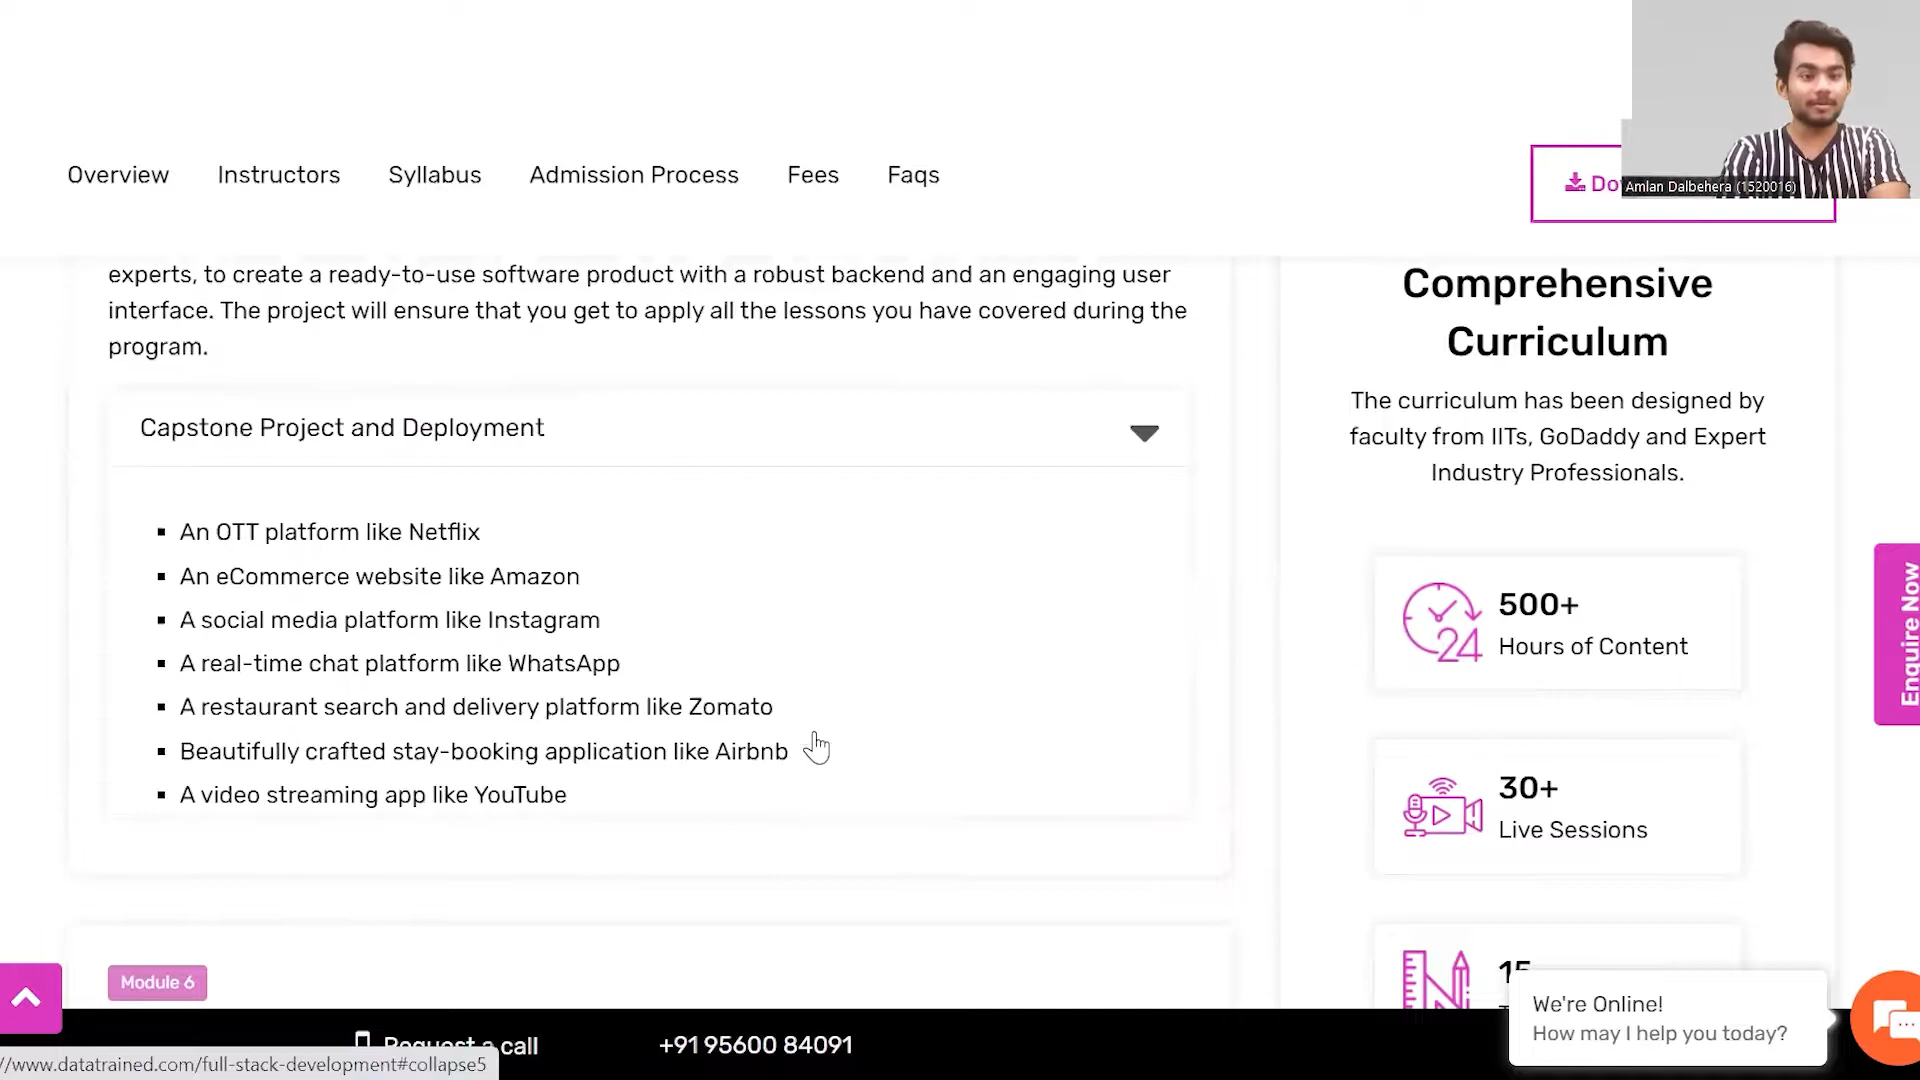 Overview Instructors Syllabus Admission Process Fees Faqs
Amlan Dalbehera (1520016)
experts, to create a ready-to-use software product with a robust backend and an engaging user
interface. The project will ensure that you get to apply all the lessons you have covered during the
program.
Capstone Project and Deployment
▪ An OTT platform like Netflix
▪ An eCommerce website like Amazon
▪ A social media platform like Instagram
▪ A real-time chat platform like WhatsApp
▪ A restaurant search and delivery platform like Zomato
▪ Beautifully crafted stay-booking application like Airbnb
▪ A video streaming app like YouTube
Module 6
Comprehensive
Curriculum
The curriculum has been designed by
faculty from IITs, GoDaddy and Expert
Industry Professionals.
24
500+
Hours of Content
30+
Live Sessions
Enquire Now
We're Online!
How may I help you today?
Request a call +91 95600 84091
//www.datatrained.com/full-stack-development#collapse5